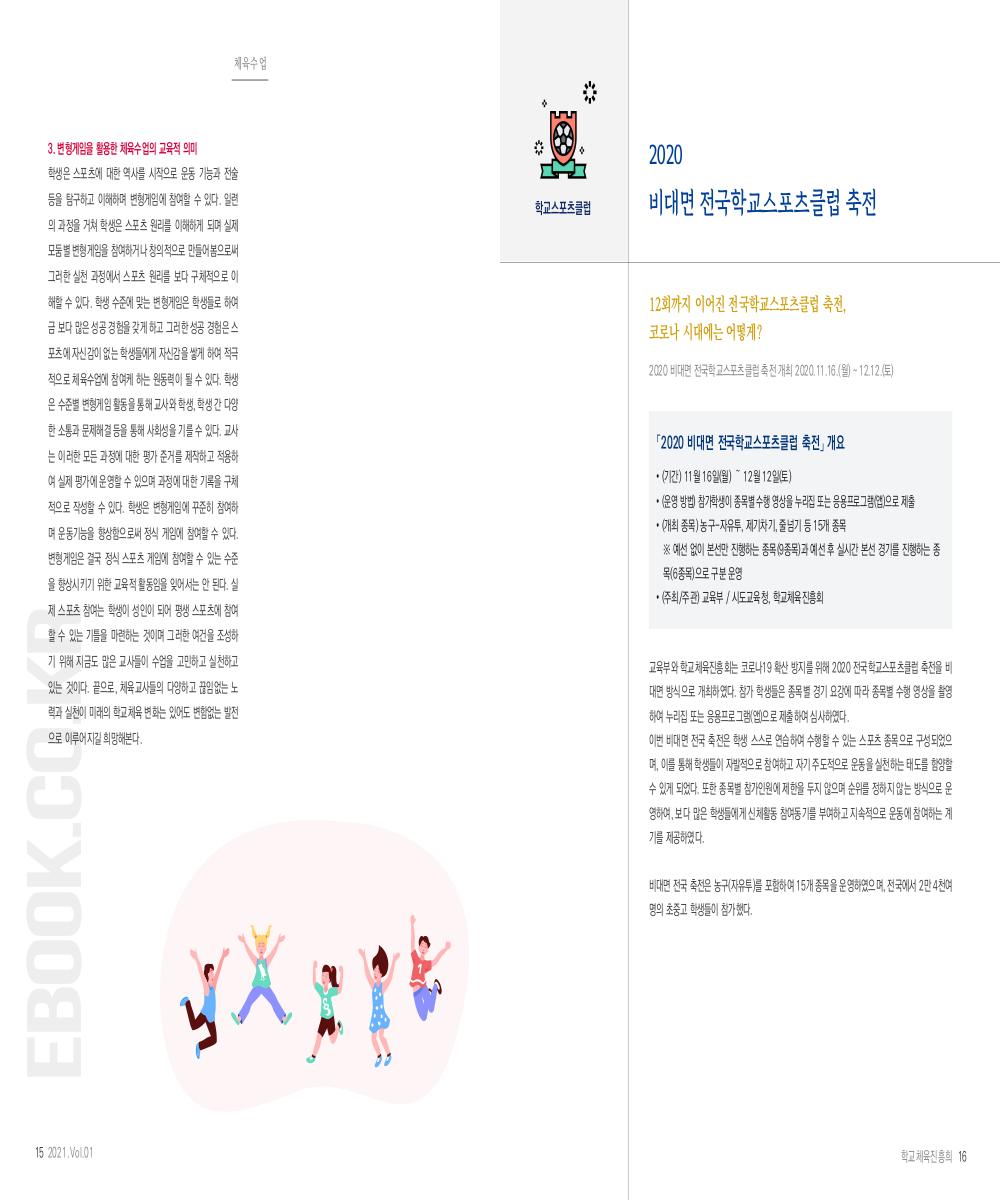 체육수업
3. 변형게임을 활용한 체육수업의 교육적 의미
학생은 스포츠에 대한 역사를 시작으로 운동 기능과 전술
등을 탐구하고 이해하며 변형게임에 참여할 수 있다. 일련
의 과정을 거쳐 학생은 스포츠 원리를 이해하게 되며 실제
모둠별 변형게임을 참여하거나 창의적으로 만들어봄으로써
그러한 실천 과정에서 스포츠 원리를 보다 구체적으로 이
해할 수 있다. 학생 수준에 맞는 변형게임은 학생들로 하여
금 보다 많은 성공 경험을 갖게 하고 그러한 성공 경험은 스
포츠에 자신감이 없는 학생들에게 자신감을 쌓게 하여 적극
적으로 체육수업에 참여케 하는 원동력이 될 수 있다. 학생
은 수준별 변형게임 활동을 통해 교사와 학생, 학생 간 다양
한 소통과 문제해결 등을 통해 사회성을 기를 수 있다. 교사
는 이러한 모든 과정에 대한 평가 준거를 제작하고 적용하
여 실제 평가에 운영할 수 있으며 과정에 대한 기록을 구체
적으로 작성할 수 있다. 학생은 변형게임에 꾸준히 참여하
며 운동기능을 향상함으로써 정식 게임에 참여할 수 있다.
변형게임은 결국 정식 스포츠 게임에 참여할 수 있는 수준
을 향상시키기 위한 교육적 활동임을 잊어서는 안 된다. 실
제 스포츠 참여는 학생이 성인이 되어 평생 스포츠에 참여
할 수 있는 기틀을 마련하는 것이며 그러한 여건을 조성하
기 위해 지금도 많은 교사들이 수업을 고민하고 실천하고
있는 것이다. 끝으로, 체육교사들의 다양하고 끊임없는 노
력과 실천이 미래의 학교체육 변화는 있어도 변함없는 발전
으로 이루어지길 희망해본다.
EBOOK.CO.KR
15 2021.Vol.01
학교스포츠클럽
2020
비대면 전국학교스포츠클럽 축전
12회까지 이어진 전국학교스포츠클럽 축전,
코로나 시대에는 어떻게?
2020 비대면 전국학교스포츠클럽 축전 개최 2020.11.16.(월) ~ 12.12.(토)
「2020 비대면 전국학교스포츠클럽 축전」 개요
• (기간) 11월 16일(월) ~ 12월 12일(토)
• (운영 방법) 참가학생이 종목별 수행 영상을 누리집 또는 응용프로그램(앱)으로 제출
• (개최 종목) 농구-자유투, 제기차기, 줄넘기 등 15개 종목
※ 예선 없이 본선만 진행하는 종목(9종목)과 예선 후 실시간 본선 경기를 진행하는 종
목(6종목)으로 구분 운영
• (주최/주관) 교육부 / 시도교육청, 학교체육진흥회
교육부와 학교체육진흥회는 코로나19 확산 방지를 위해 2020 전국학교스포츠클럽 축전을 비
대면 방식으로 개최하였다. 참가 학생들은 종목별 경기 요강에 따라 종목별 수행 영상을 촬영
하여 누리집 또는 응용프로그램(앱)으로 제출하여 심사하였다.
이번 비대면 전국 축전은 학생 스스로 연습하여 수행할 수 있는 스포츠 종목으로 구성되었으
며, 이를 통해 학생들이 자발적으로 참여하고 자기 주도적으로 운동을 실천하는 태도를 함양할
수 있게 되었다. 또한 종목별 참가인원에 제한을 두지 않으며 순위를 정하지 않는 방식으로 운
영하여, 보다 많은 학생들에게 신체활동 참여동기를 부여하고 지속적으로 운동에 참여하는 계
기를 제공하였다.
비대면 전국 축전은 농구(자유투)를 포함하여 15개 종목을 운영하였으며, 전국에서 2만 4천여
명의 초중고 학생들이 참가했다.
학교체육진흥회 16